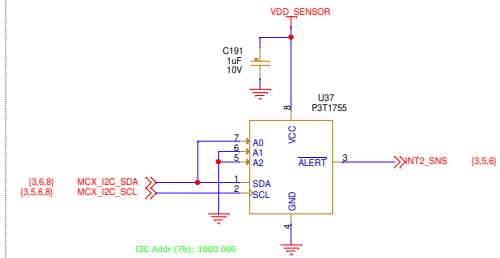 VDD_SENSOR
C191
1uF
10V
U37
P3T1755
8
VCC
7 A0
6 A1
5 A2
ALERT 3 INT2_SNS {3,5,6}
{3,6,8} MCX_I2C_SDA 1 SDA
{3,5,6,8} MCX_I2C_SCL 2 SCL
GND
4
I2C Addr (7b): 1000 000